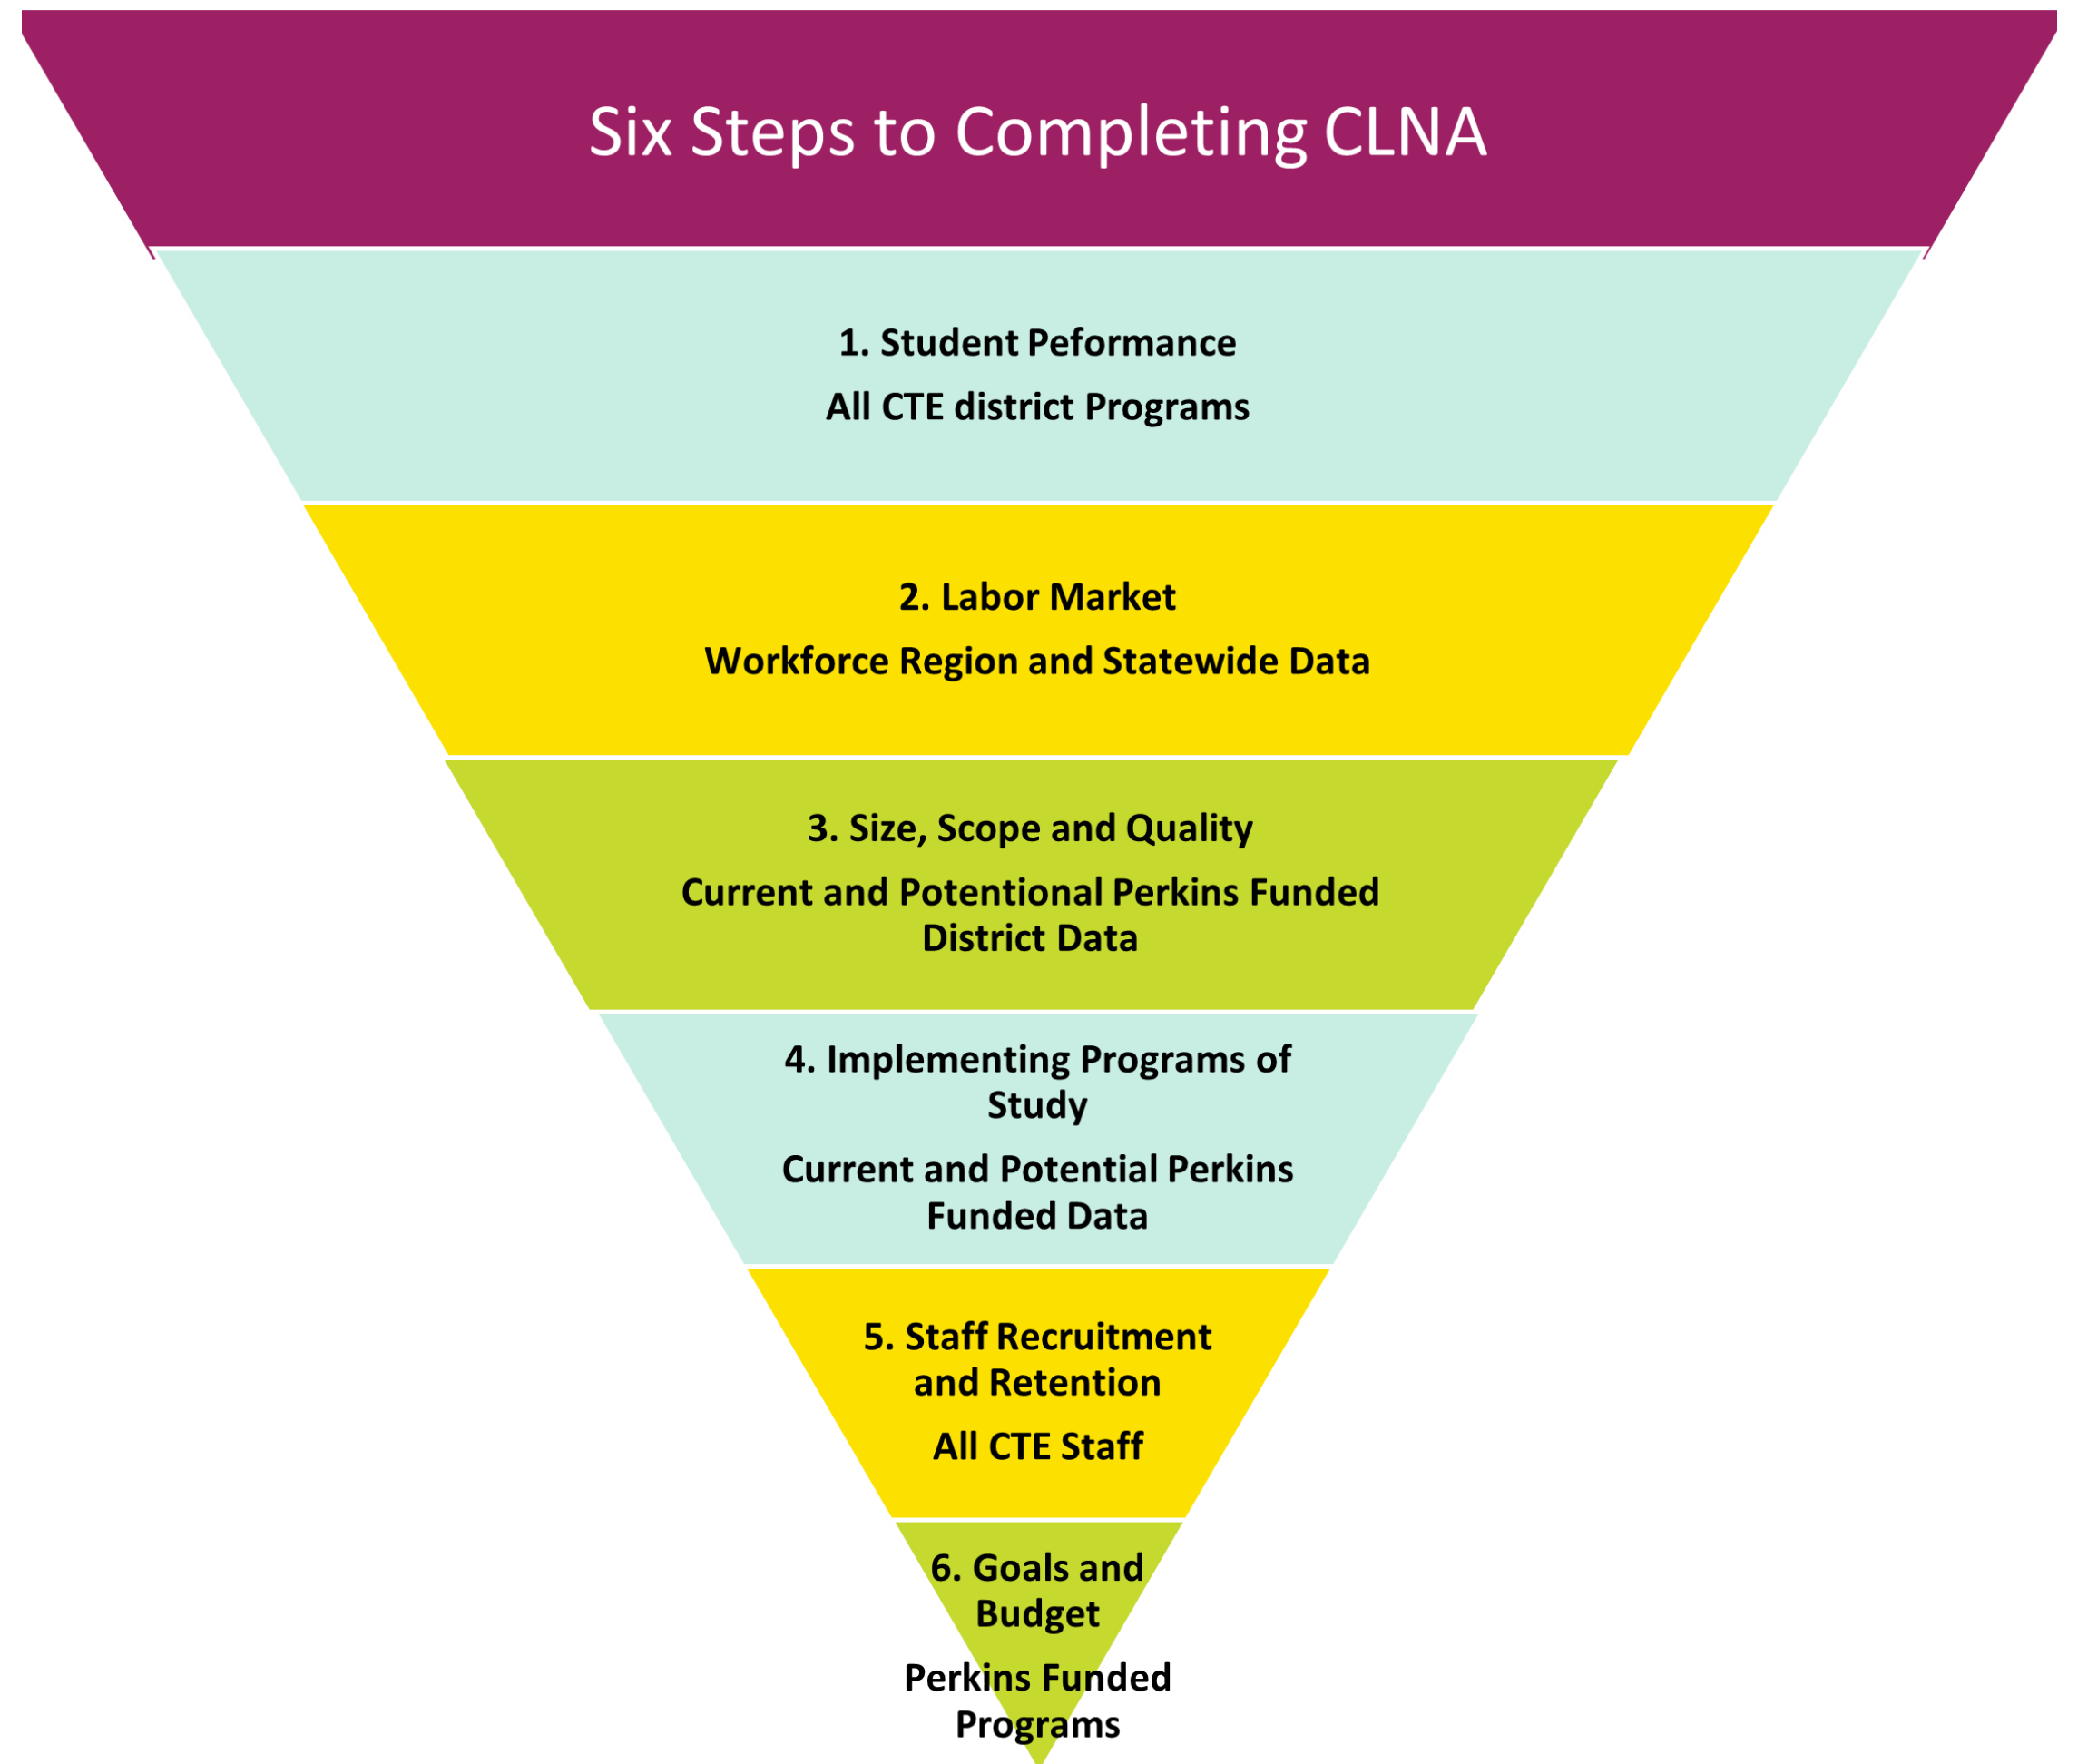 Six Steps to Completing CLNA
1. Student Peformance
All CTE district Programs
2. Labor Market
Workforce Region and Statewide Data
3. Size, Scope and Quality
Current and Potential Perkins Funded
District Data
4. Implementing Programs of
Study
Current and Potential Perkins
Funded Data
5. Staff Recruitment
and Retention
All CTE Staff
6. Goals and
Budget
Perkins Funded
Programs